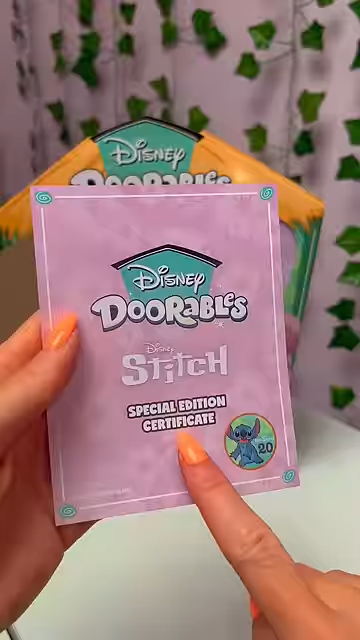 Disney
DOORABLES
Disney
DOORABLES
Disney
Stitch
SPECIAL EDITION
CERTIFICATE
20